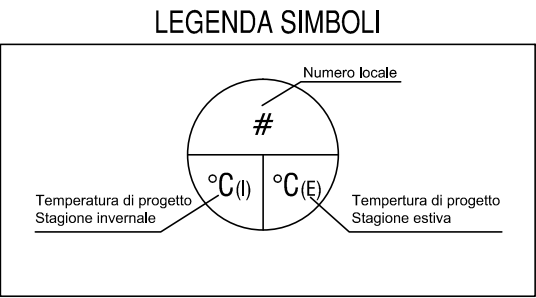 LEGENDA SIMBOLI
Numero locale
#
°C(I) °C(E)
Temperatura di progetto
Stagione invernale
Tempertura di progetto
Stagione estiva